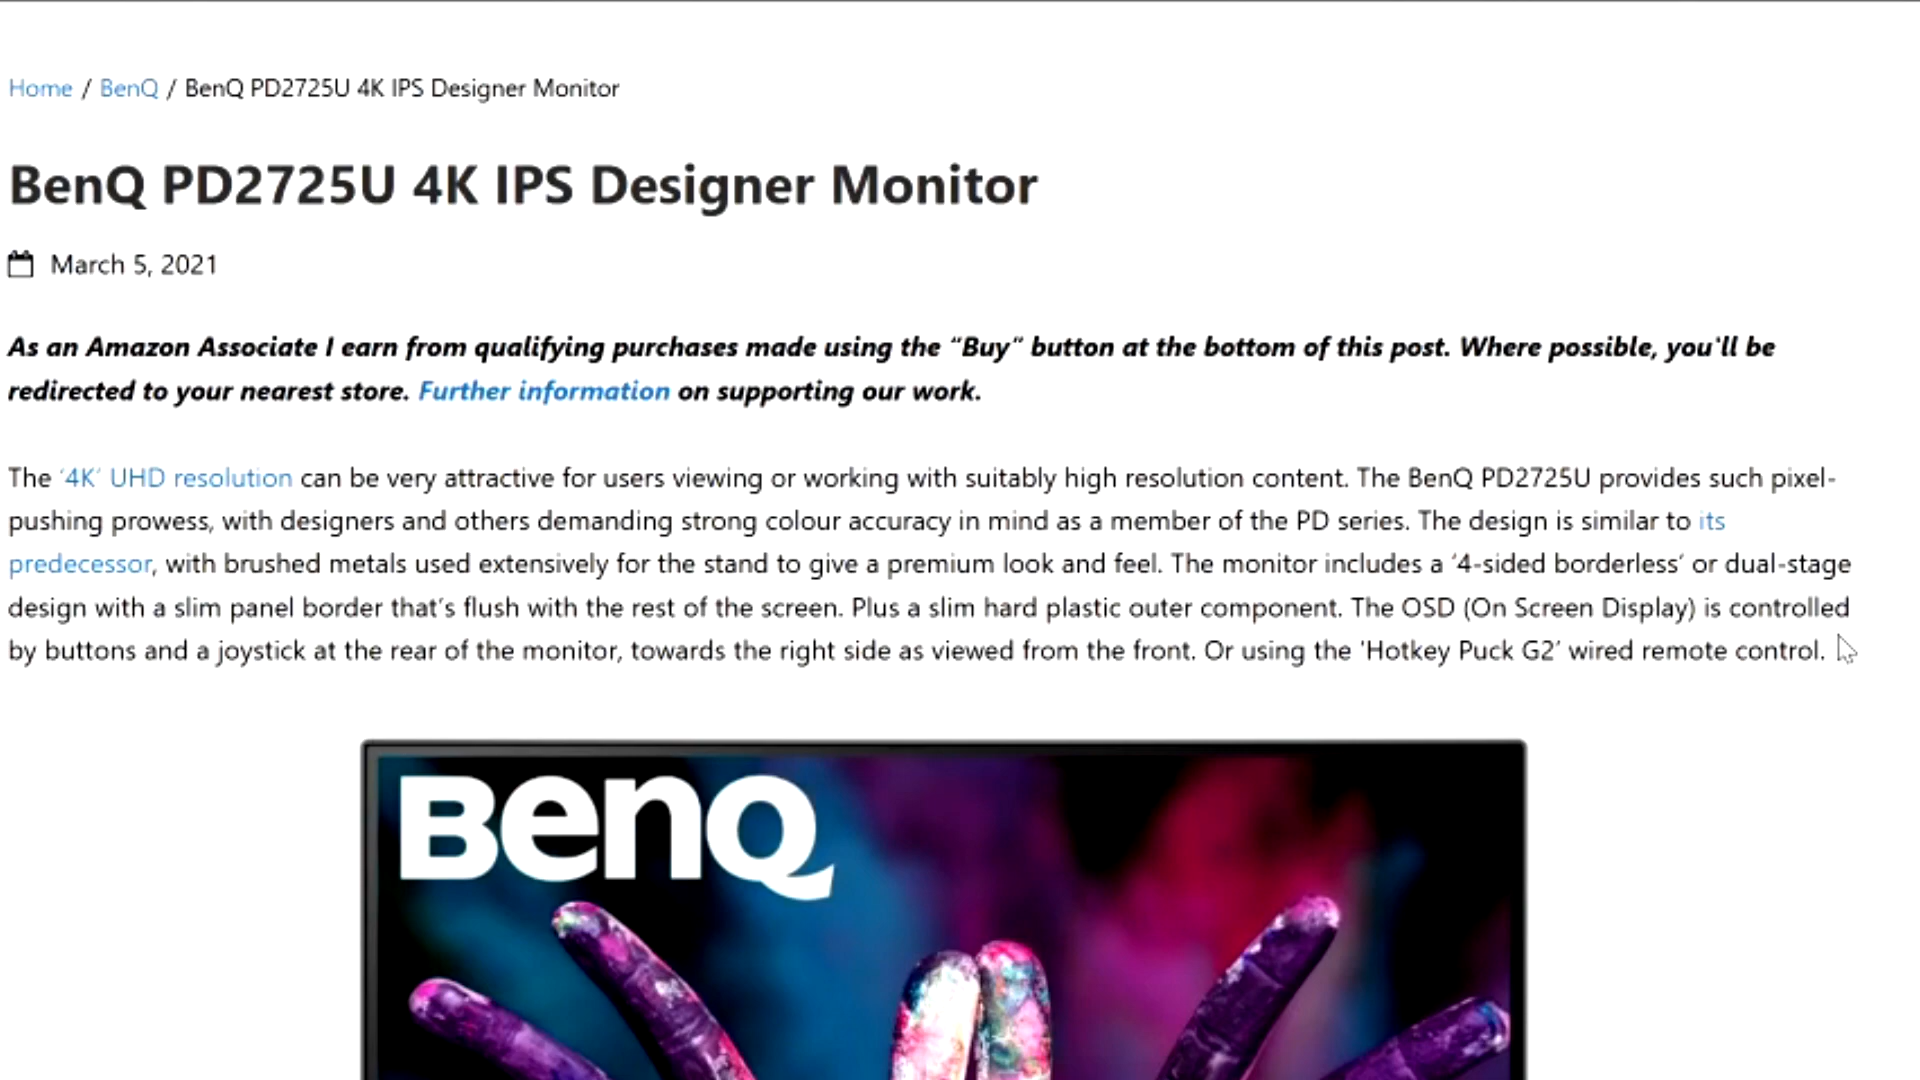 Home / BenQ / BenQ PD2725U 4K IPS Designer Monitor
BenQ PD2725U 4K IPS Designer Monitor
March 5, 2021
As an Amazon Associate I earn from qualifying purchases made using the “Buy” button at the bottom of this post. Where possible, you'll be
redirected to your nearest store. Further information on supporting our work.
The ‘4K’ UHD resolution can be very attractive for users viewing or working with suitably high resolution content. The BenQ PD2725U provides such pixel-
pushing prowess, with designers and others demanding strong colour accuracy in mind as a member of the PD series. The design is similar to its
predecessor, with brushed metals used extensively for the stand to give a premium look and feel. The monitor includes a ‘4-sided borderless’ or dual-stage
design with a slim panel border that’s flush with the rest of the screen. Plus a slim hard plastic outer component. The OSD (On Screen Display) is controlled
by buttons and a joystick at the rear of the monitor, towards the right side as viewed from the front. Or using the ‘Hotkey Puck G2’ wired remote control.
BenQ